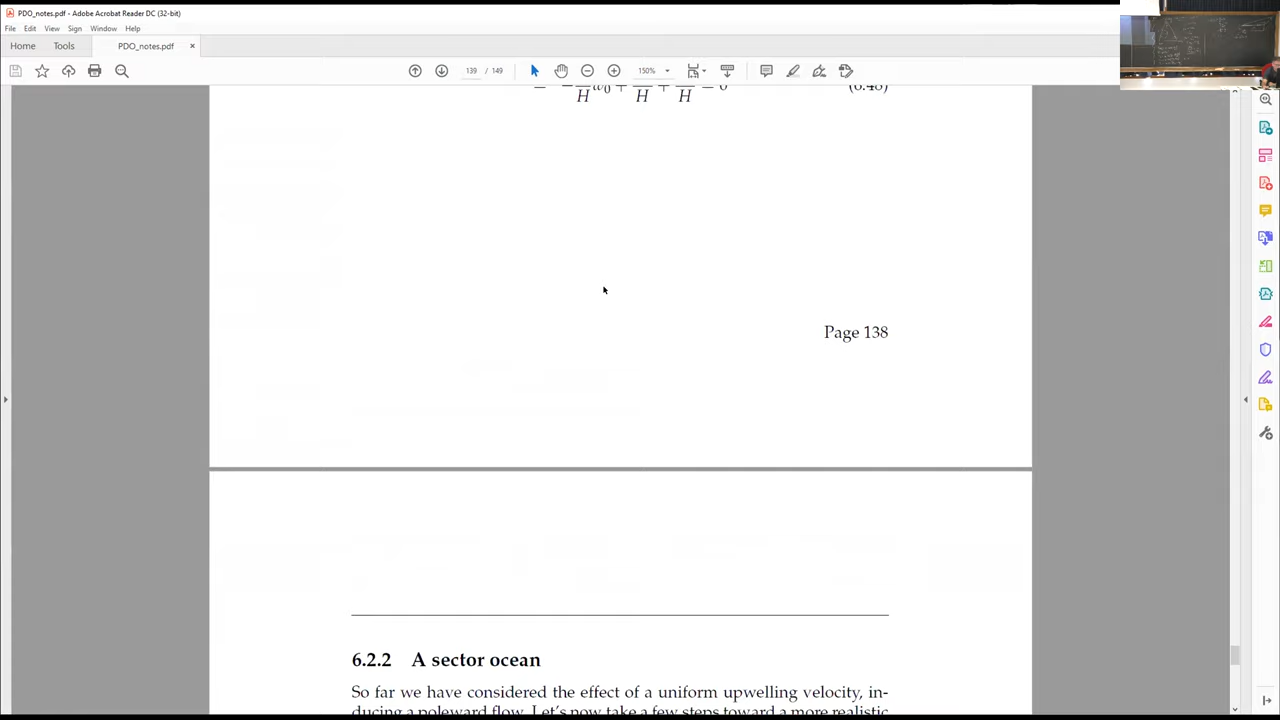 PDO_notes.pdf - Adobe Acrobat Reader DC (32-bit)
File Edit View Sign Window Help
Home Tools PDO_notes.pdf ×
139 / 149 150%
H H H
Page 138
6.2.2 A sector ocean
So far we have considered the effect of a uniform upwelling velocity, in-
ducing a poleward flow. Let's now take a few steps toward a more realistic